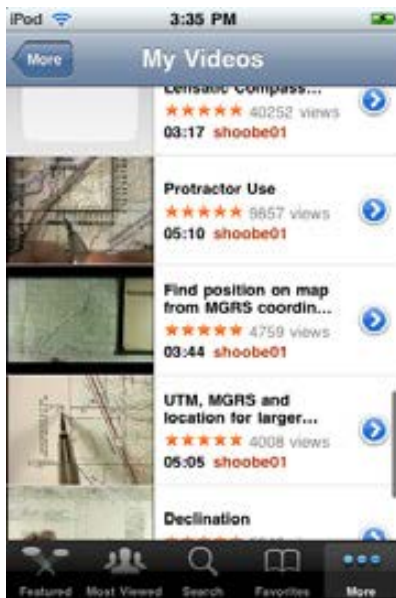 iPod 3:35 PM
More My Videos
Lensatic Compass...
40252 views
03:17 shoobe01
Protractor Use
9857 views
05:10 shoobe01
Find position on map
from MGRS coordin...
4759 views
03:44 shoobe01
UTM, MGRS and
location for larger...
4008 views
05:05 shoobe01
Declination
Featured Most Viewed Search Favorites More